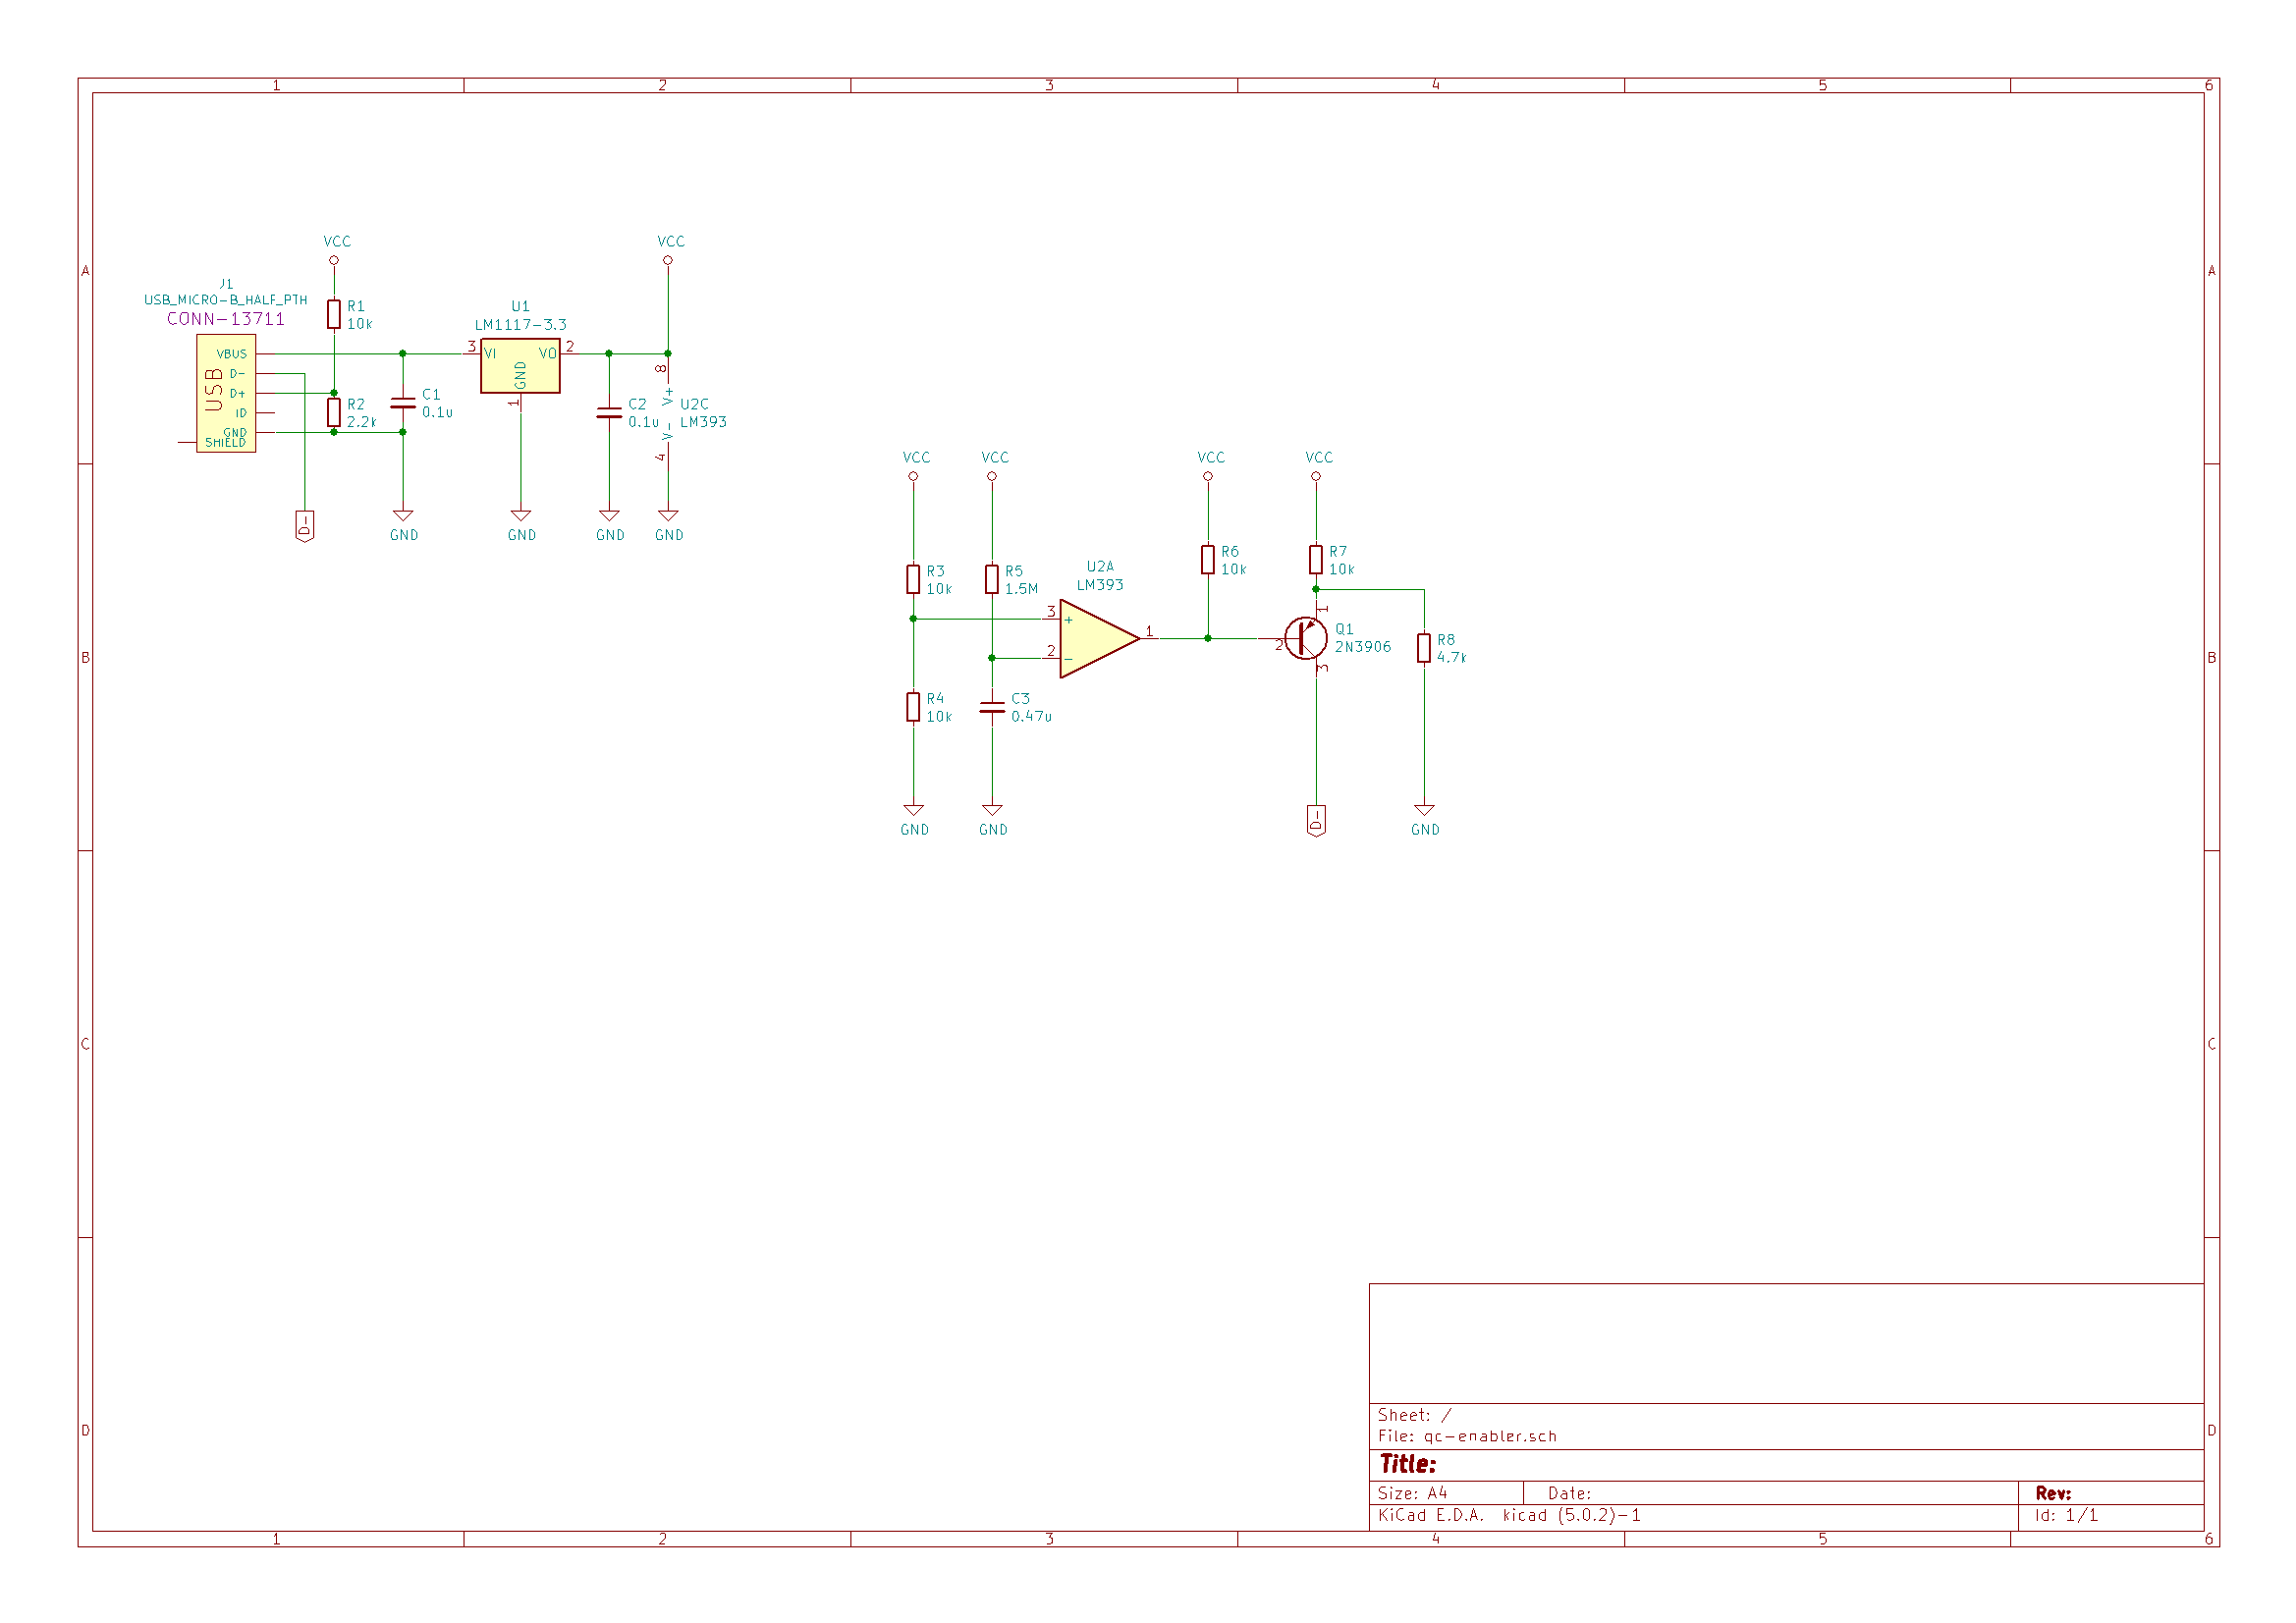 1 2 3 4 5 6
A A
B B
C C
D D
VCC
J1
USB_MICRO-B_HALF_PTH
CONN-13711
USB
VBUS
D-
D+
ID
GND
SHIELD
R1
10k
R2
2.2k
C1
0.1u
D-
GND
U1
LM1117-3.3
3 VI VO 2
GND
1
GND
C2
0.1u
GND
VCC
8
V+
V-
4
U2C
LM393
GND
VCC
R3
10k
R4
10k
GND
VCC
R5
1.5M
C3
0.47u
GND
U2A
LM393
3 +
2 -
1
VCC
R6
10k
VCC
R7
10k
1
2
3
Q1
2N3906
D-
R8
4.7k
GND
Sheet: /
File: qc-enabler.sch
Title:
Size: A4 Date: Rev:
KiCad E.D.A. kicad (5.0.2)-1 Id: 1/1
1 2 3 4 5 6